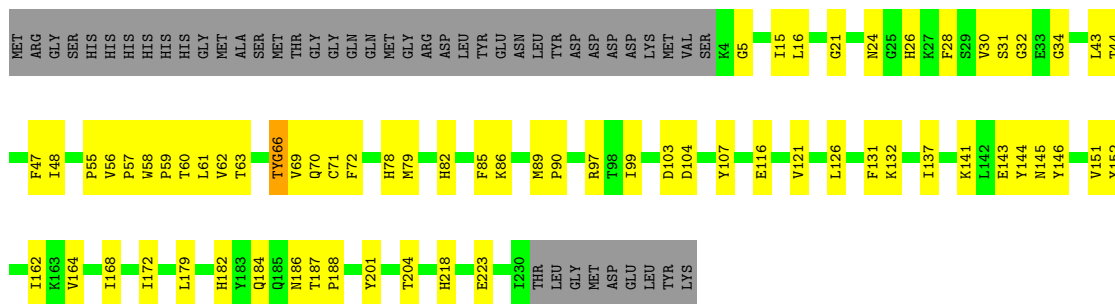 MET ARG GLY SER HIS HIS HIS HIS HIS HIS GLY MET ALA SER MET THR GLY GLY GLN GLN MET GLY ARG ASP LEU TYR GLU ASN LEU TYR ASP ASP ASP ASP LYS MET VAL SER K4 G5 I15 L16 G21 N24 G25 H26 K27 F28 S29 V30 S31 G32 E33 G34 L43 T44
F47 I48 P55 V56 P57 W58 P59 T60 L61 V62 T63 TYG66 V69 Q70 C71 F72 H78 M79 H82 F85 K86 M89 P90 R97 T98 I99 D103 D104 Y107 E116 V121 L126 F131 K132 I137 K141 L142 E143 Y144 N145 Y146 V151 Y152
I162 K163 V164 I168 I172 L179 H182 Y183 Q184 Q185 N186 T187 P188 Y201 T204 H218 E223 I230 THR LEU GLY MET ASP GLU LEU TYR LYS